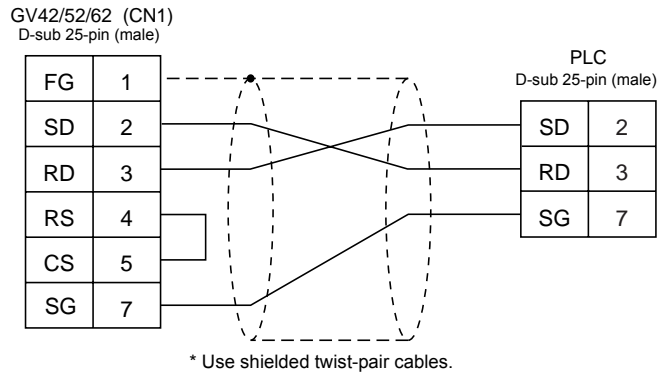 GV42/52/62 (CN1)
D-sub 25-pin (male)
FG 1
SD 2
RD 3
RS 4
CS 5
SG 7
PLC
D-sub 25-pin (male)
SD 2
RD 3
SG 7
* Use shielded twist-pair cables.